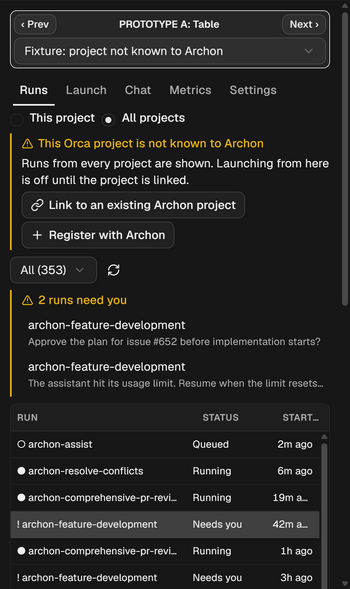 ‹ Prev
PROTOTYPE A: Table
Next ›
Fixture: project not known to Archon
Runs
Launch
Chat
Metrics
Settings
This project
All projects
This Orca project is not known to Archon
Runs from every project are shown. Launching from here
is off until the project is linked.
Link to an existing Archon project
Register with Archon
All (353)
2 runs need you
archon-feature-development
Approve the plan for issue #652 before implementation starts?
archon-feature-development
The assistant hit its usage limit. Resume when the limit resets...
RUN STATUS START...
archon-assist Queued 2m ago
archon-resolve-conflicts Running 6m ago
archon-comprehensive-pr-revi... Running 19m a...
! archon-feature-development Needs you 42m a...
archon-comprehensive-pr-revi... Running 1h ago
! archon-feature-development Needs you 3h ago